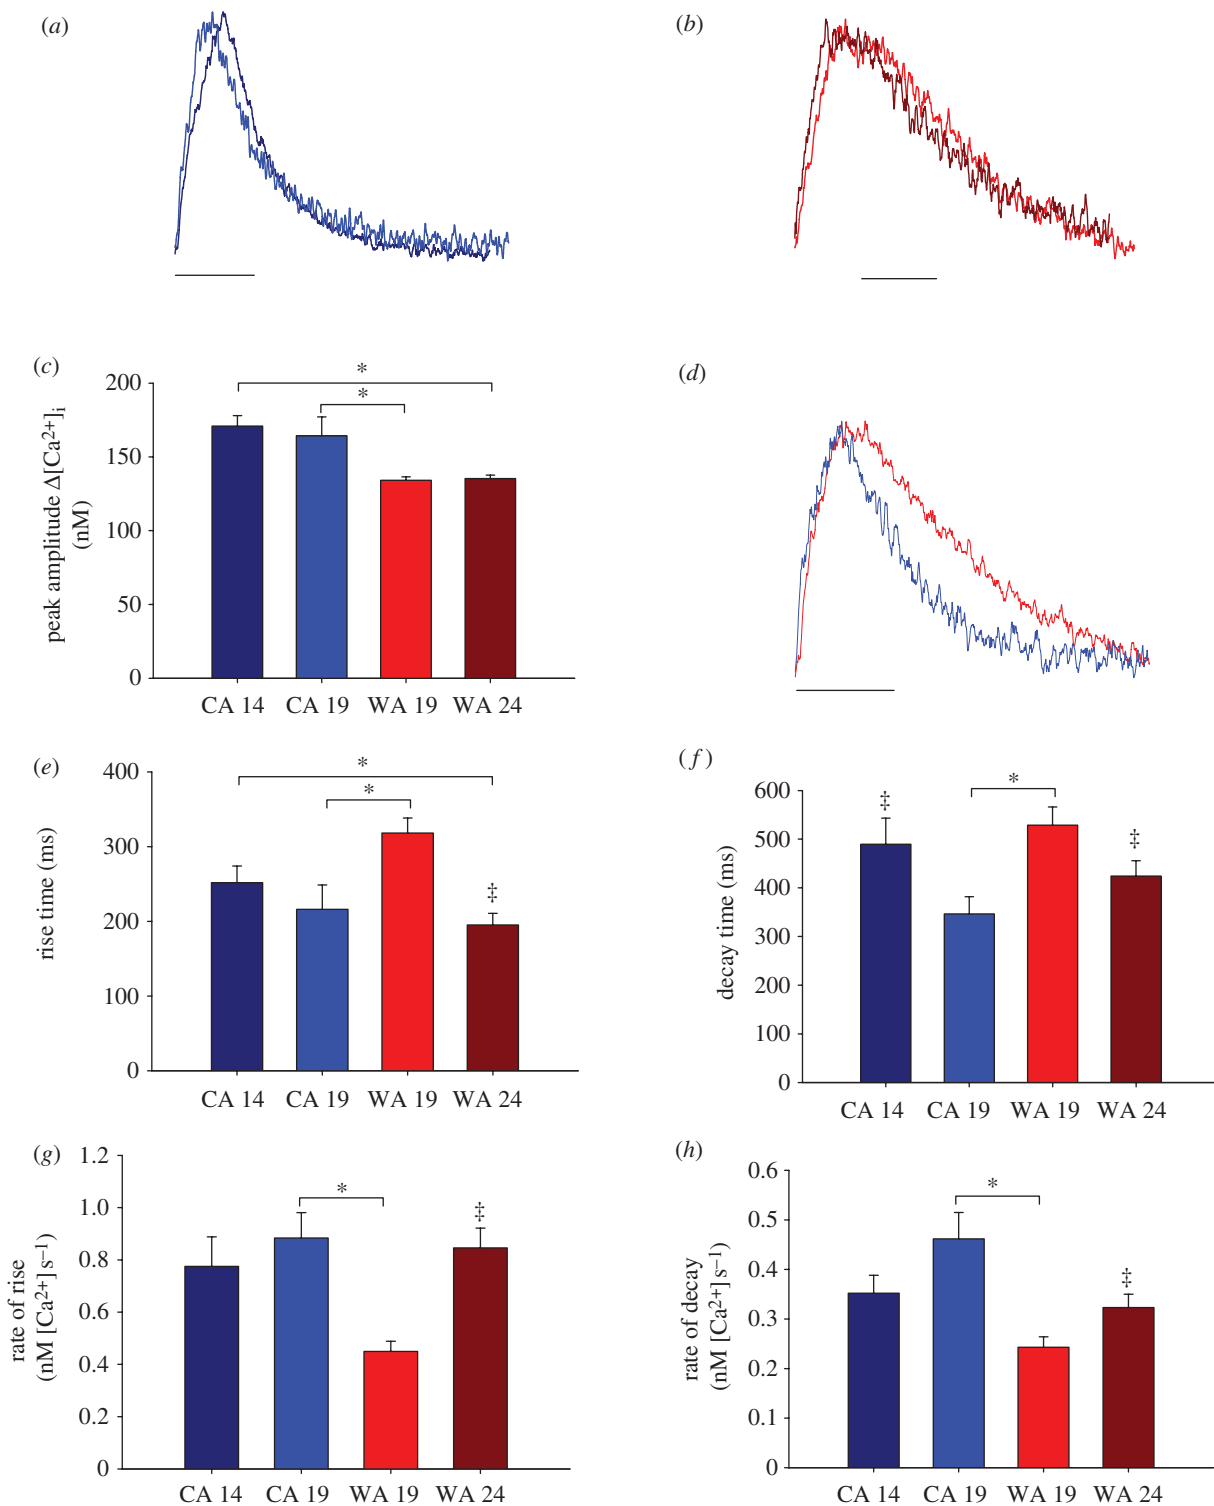 (a)
(b)
(c)
peak amplitude Δ[Ca²⁺]ᵢ
(nM)
200
150
100
50
0
*
*
CA 14 CA 19 WA 19 WA 24
(d)
(e)
rise time (ms)
400
300
200
100
0
*
*
‡
CA 14 CA 19 WA 19 WA 24
(f)
decay time (ms)
600
500
400
300
200
100
0
‡
*
‡
CA 14 CA 19 WA 19 WA 24
(g)
rate of rise
(nM [Ca²⁺] s⁻¹)
1.2
1.0
0.8
0.6
0.4
0.2
0
*
‡
CA 14 CA 19 WA 19 WA 24
(h)
rate of decay
(nM [Ca²⁺] s⁻¹)
0.6
0.5
0.4
0.3
0.2
0.1
0
*
‡
CA 14 CA 19 WA 19 WA 24